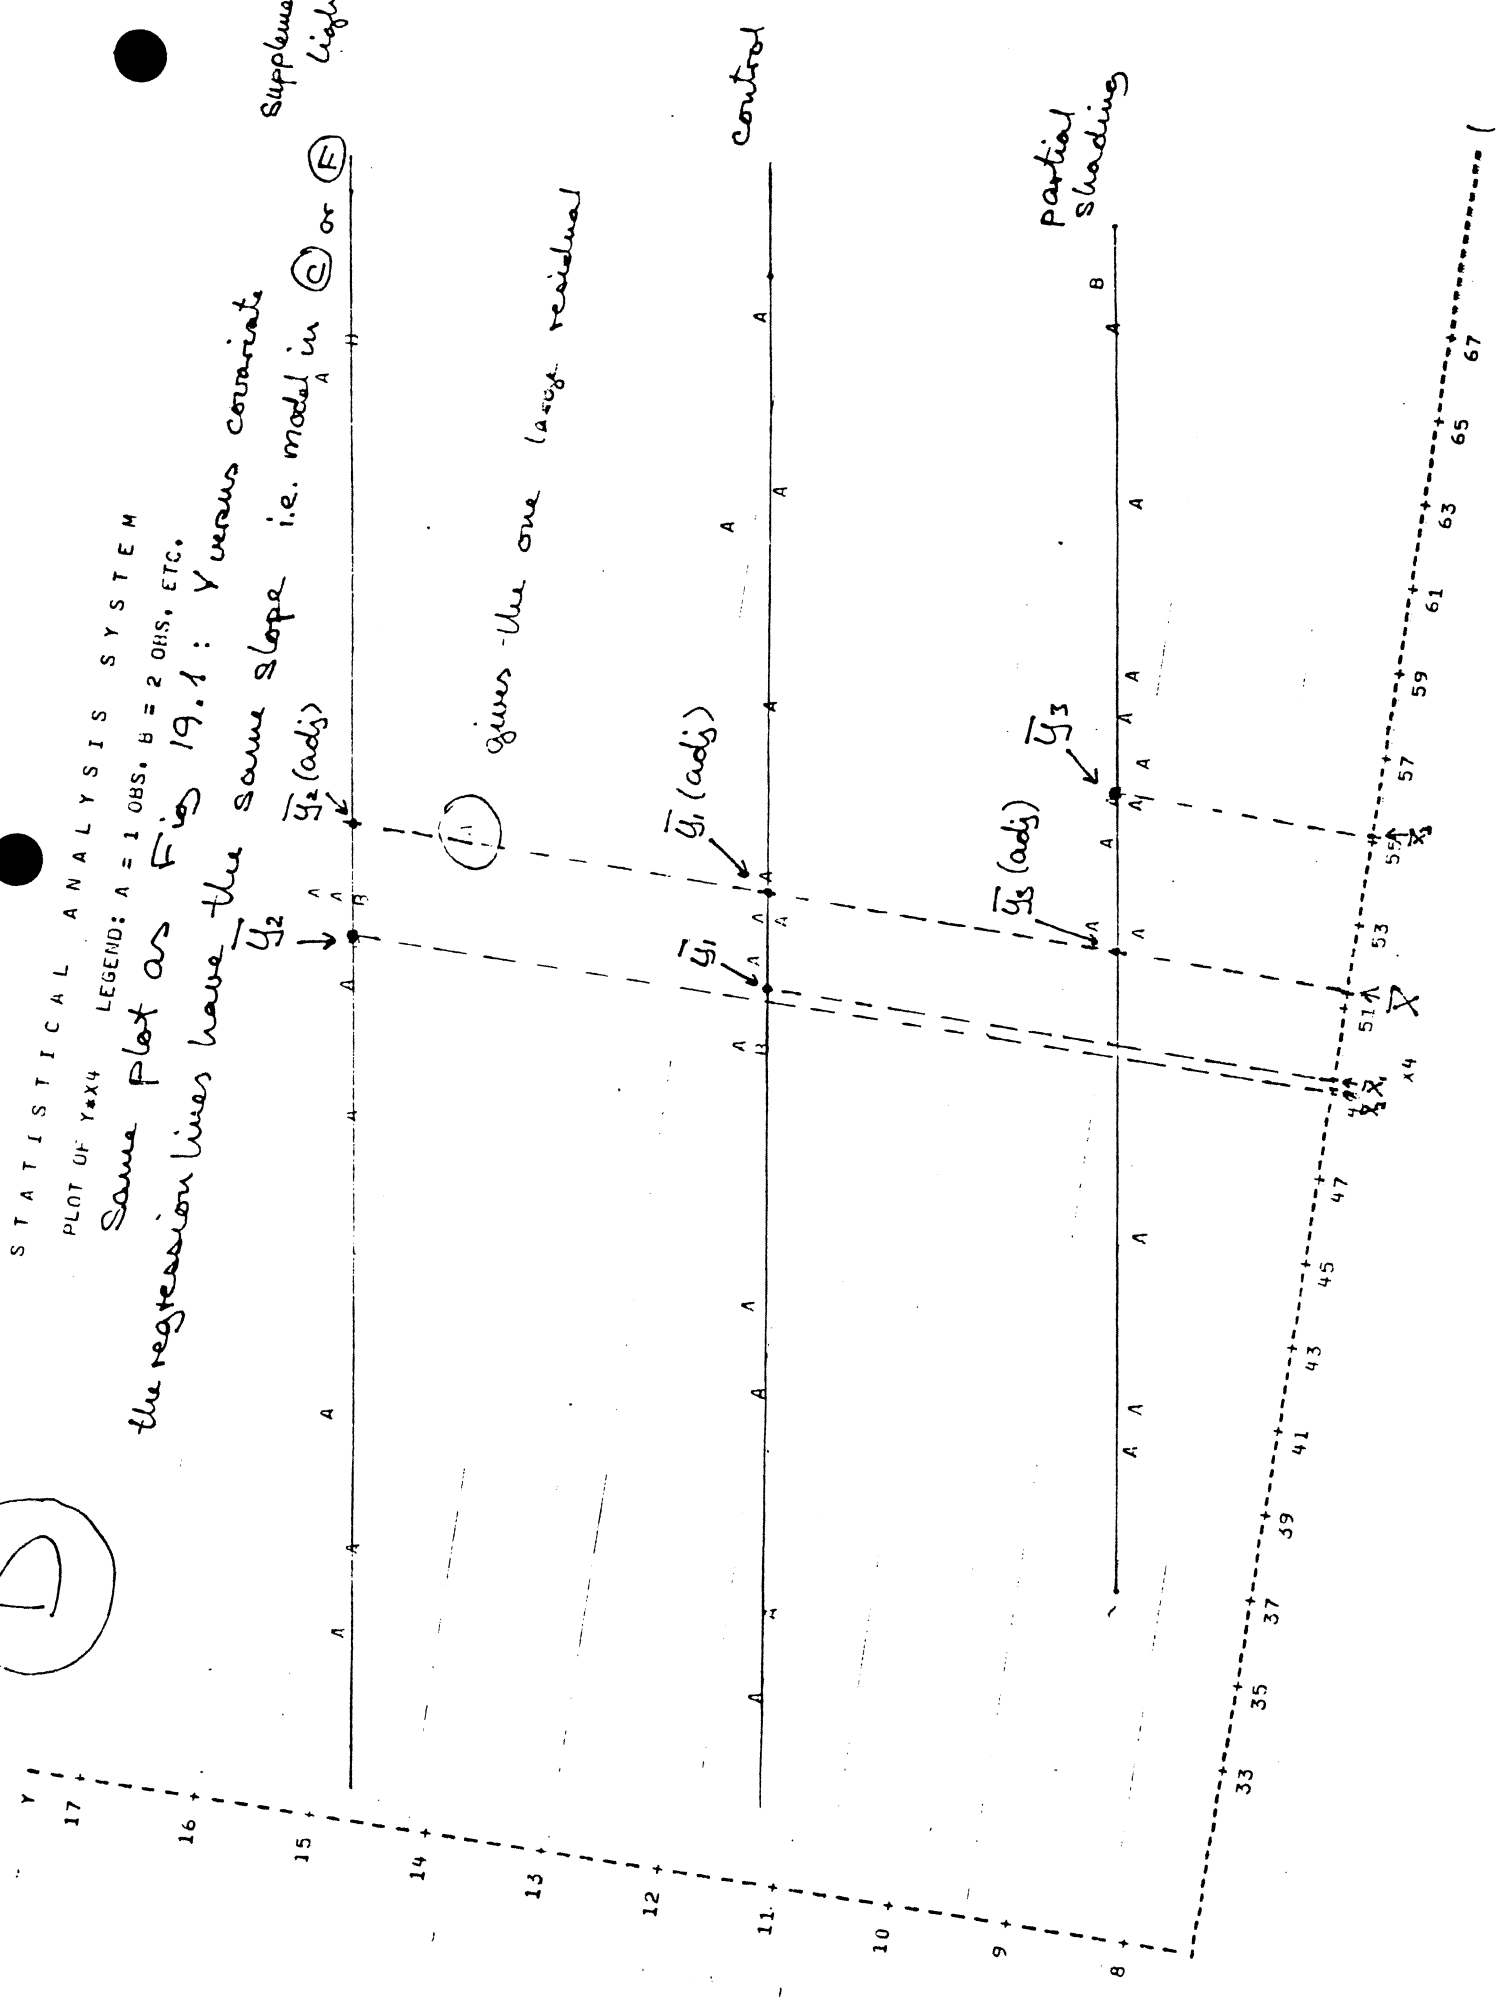 D
STATISTICAL ANALYSIS SYSTEM
PLOT OF Y*X4 LEGEND: A = 1 OBS, B = 2 OBS, ETC.
Same plot as Fig 19.1 : Y versus covariate
the regression lines have the same slope i.e. model in C or F
Y
17
16
15
14
13
12
11
10
9
8
ȳ2
ȳ2 (adj)
gives the one large residual
ȳ1
ȳ1 (adj)
control
ȳ3 (adj)
ȳ3
partial
shading
33 35 37 39 41 43 45 47 51 53 55 57 59 61 63 65 67
x̄2 x̄1 x̄ x̄3
X4